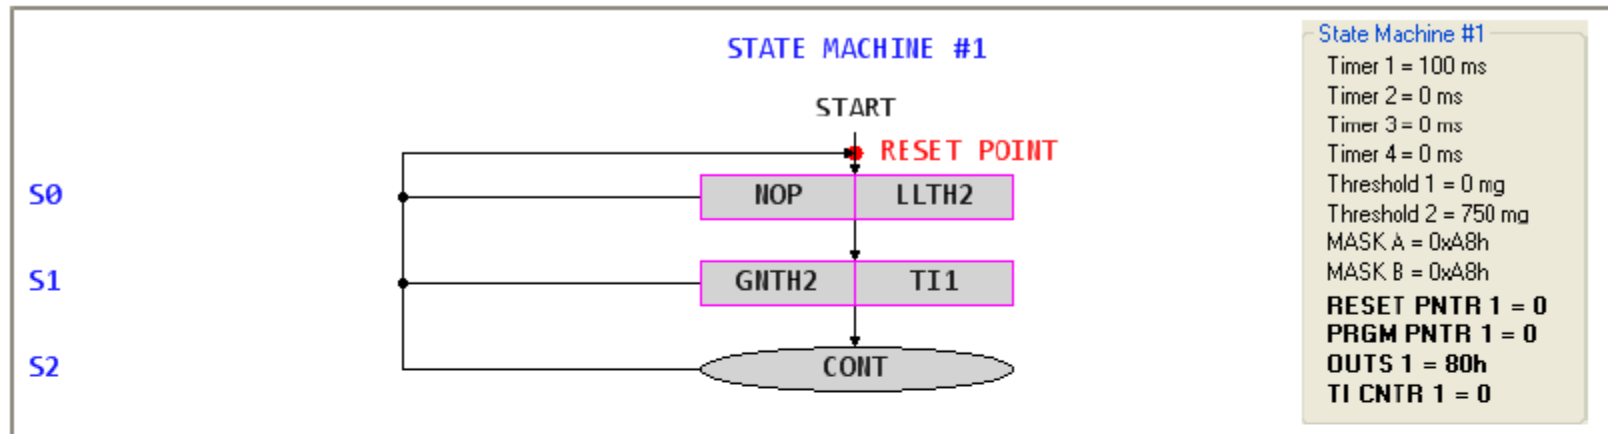 STATE MACHINE #1
START
RESET POINT
S0 NOP LLTH2
S1 GNTH2 TI1
S2 CONT
State Machine #1
Timer 1 = 100 ms
Timer 2 = 0 ms
Timer 3 = 0 ms
Timer 4 = 0 ms
Threshold 1 = 0 mg
Threshold 2 = 750 mg
MASK A = 0xA8h
MASK B = 0xA8h
RESET PNTR 1 = 0
PRGM PNTR 1 = 0
OUTS 1 = 80h
TI CNTR 1 = 0